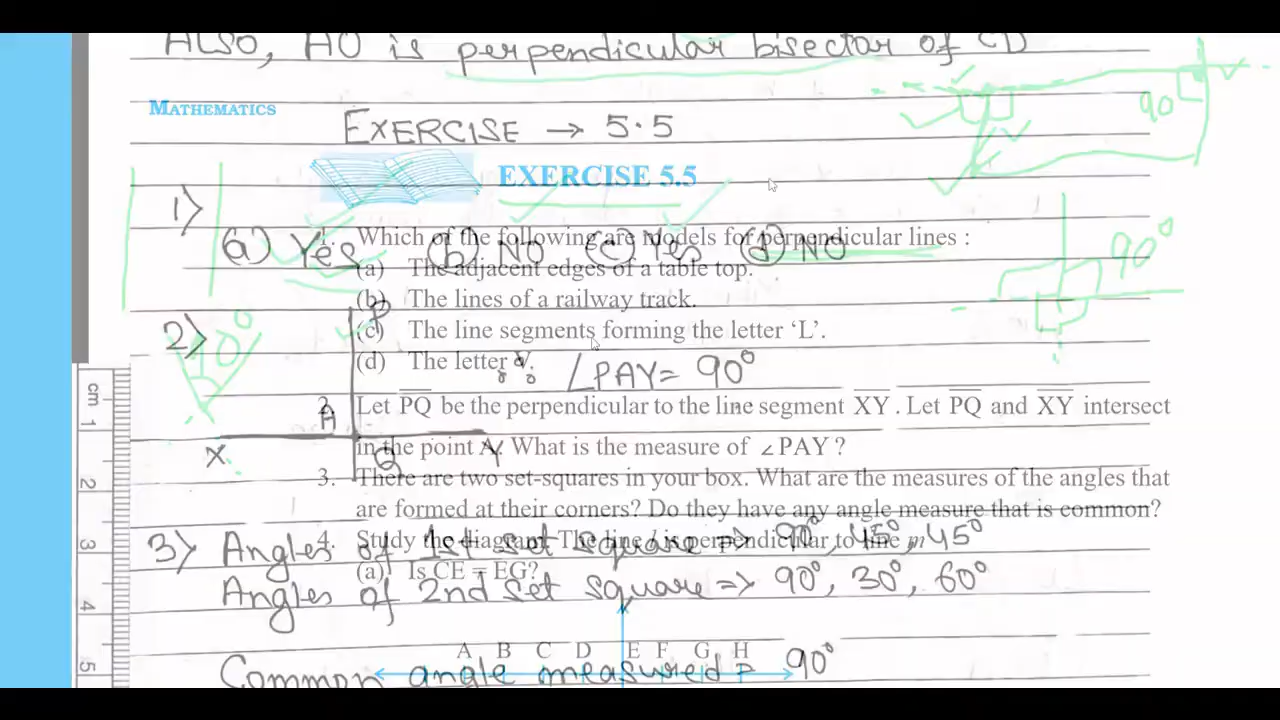 Also, AO is perpendicular bisector of CD
MATHEMATICS
EXERCISE → 5.5
90
EXERCISE 5.5
1)
1. Which of the following are models for perpendicular lines :
(a) Yes (b) No (c) Yes (d) NO
90°
(a) The adjacent edges of a table top.
(b) The lines of a railway track.
2)
P
(c) The line segments forming the letter ‘L’.
(d) The letter V.
∠PAY = 90°
2. Let PQ be the perpendicular to the line segment XY . Let PQ and XY intersect
A
in the point A. What is the measure of ∠PAY ?
X Q Y
3. There are two set-squares in your box. What are the measures of the angles that
are formed at their corners? Do they have any angle measure that is common?
4. Study the diagram. The line l is perpendicular to line m
3) Angles of 1st set square => 90°, 45°, 45°
(a) Is CE = EG?
Angles of 2nd set square => 90°, 30°, 60°
A B C D E F G H
Common angle measured = 90°
cm 1 2 3 4 5